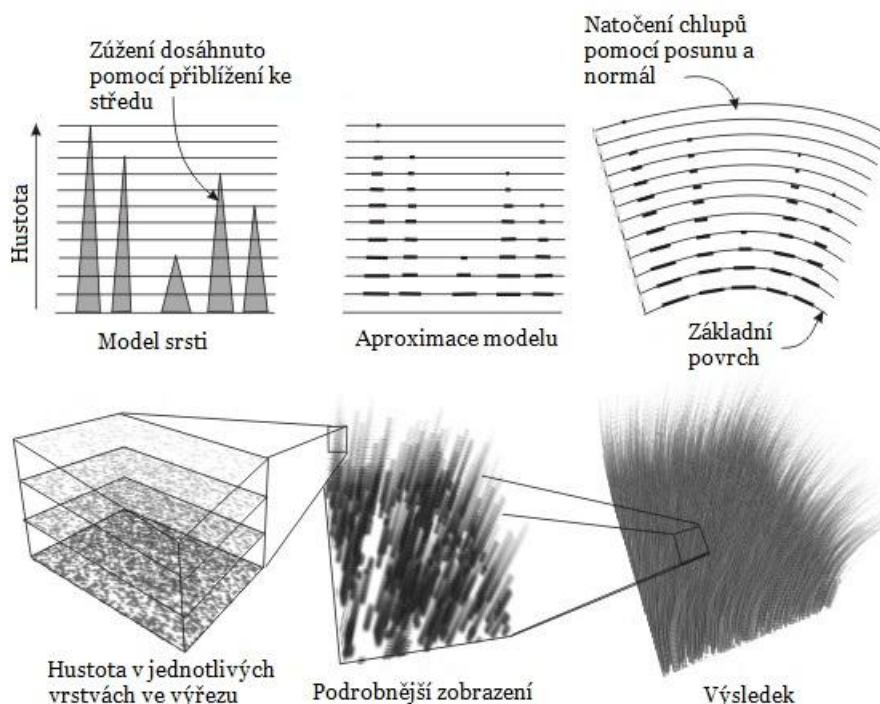 Zúžení dosáhnuto
pomocí přiblížení ke
středu
Natočení chlupů
pomocí posunu a
normál
Hustota
Model srsti
Aproximace modelu
Základní
povrch
Hustota v jednotlivých
vrstvách ve výřezu
Podrobnější zobrazení
Výsledek